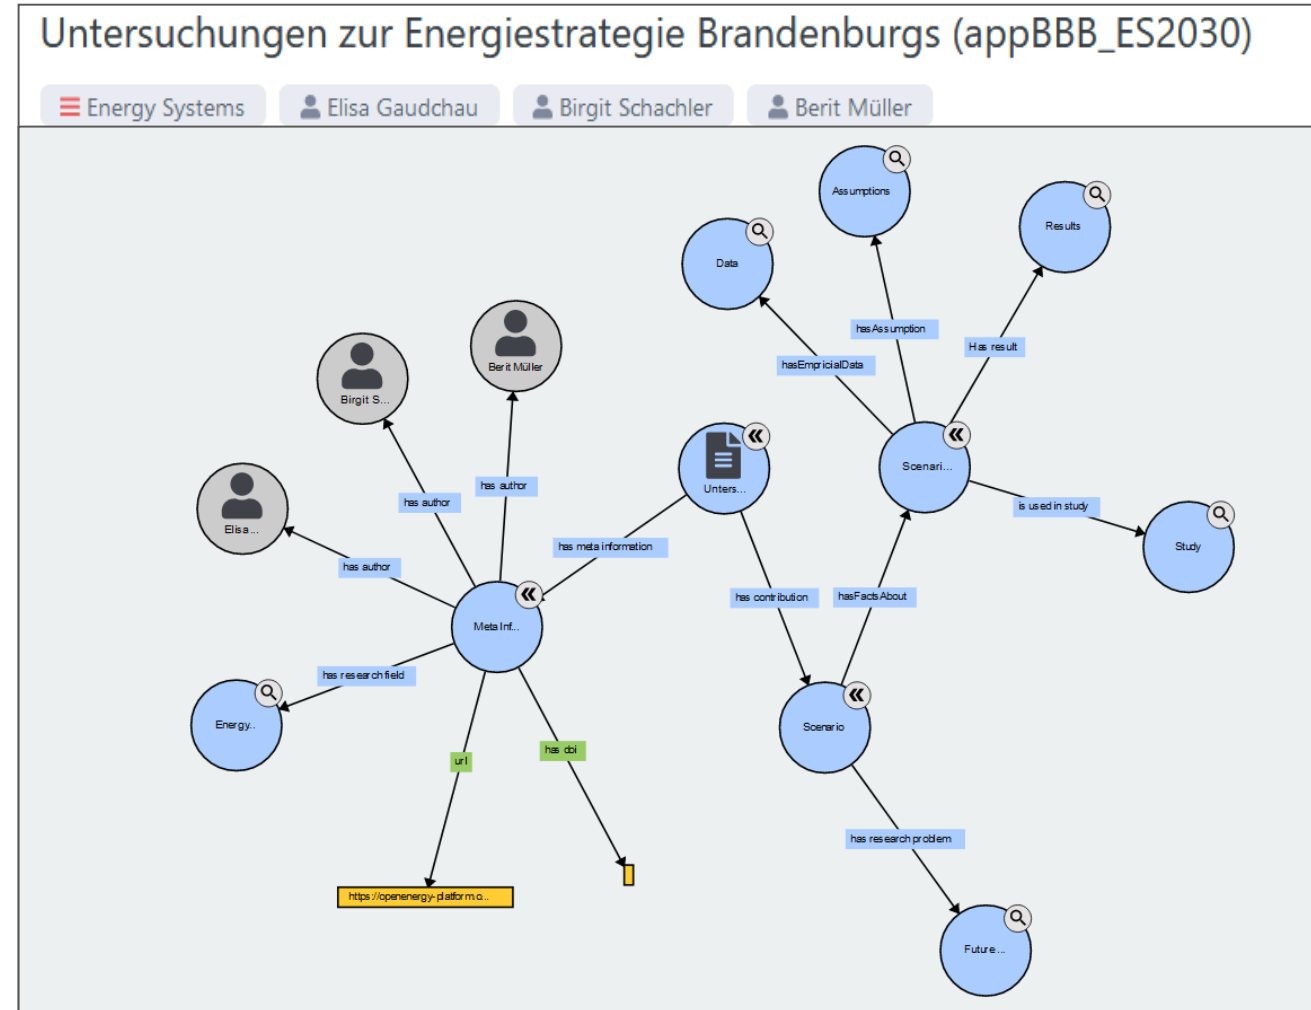 Untersuchungen zur Energiestrategie Brandenburgs (appBBB_ES2030)
Energy Systems Elisa Gaudchau Birgit Schachler Berit Müller
Assumptions
Results
Data
hasAssumption
Has result
hasEmpricialData
Berit Müller
Birgit S...
Scenari...
Unters...
has author
has author
is used in study
Elisa ...
Study
has meta information
has author
has contribution
hasFactsAbout
Meta Inf...
has research field
Energy..
Scenario
has doi
url
has research problem
https://openenergy-platform.o...
Future ...